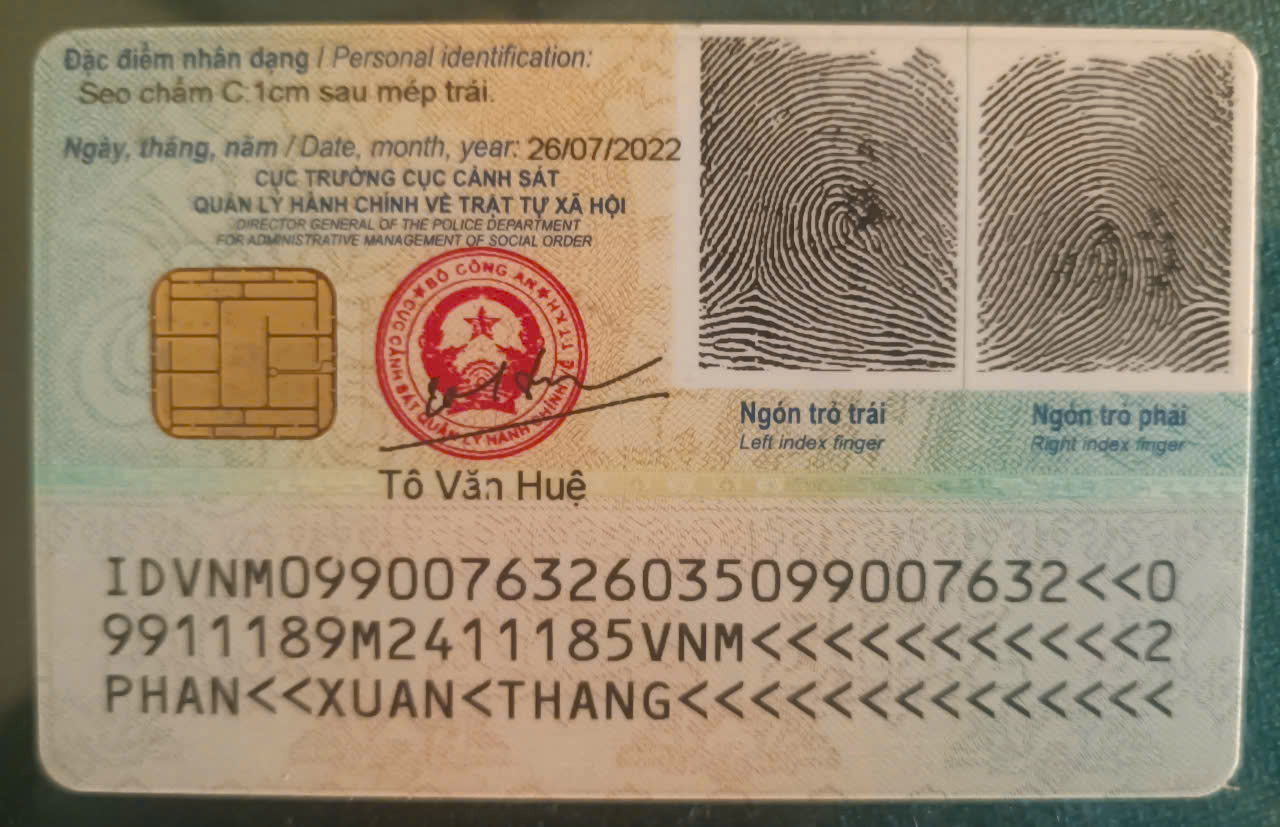 Đặc điểm nhân dạng / Personal identification:
Sẹo chấm C.1cm sau mép trái.
Ngày, tháng, năm / Date, month, year: 26/07/2022
CỤC TRƯỞNG CỤC CẢNH SÁT
QUẢN LÝ HÀNH CHÍNH VỀ TRẬT TỰ XÃ HỘI
DIRECTOR GENERAL OF THE POLICE DEPARTMENT
FOR ADMINISTRATIVE MANAGEMENT OF SOCIAL ORDER
BỘ CÔNG AN
CỤC CẢNH SÁT QUẢN LÝ HÀNH CHÍNH
Tô Văn Huệ
Ngón trỏ trái
Left index finger
Ngón trỏ phải
Right index finger
IDVNM0990076326035099007632<<0
9911189M2411185VNM<<<<<<<<<<<2
PHAN<<XUAN<THANG<<<<<<<<<<<<<<